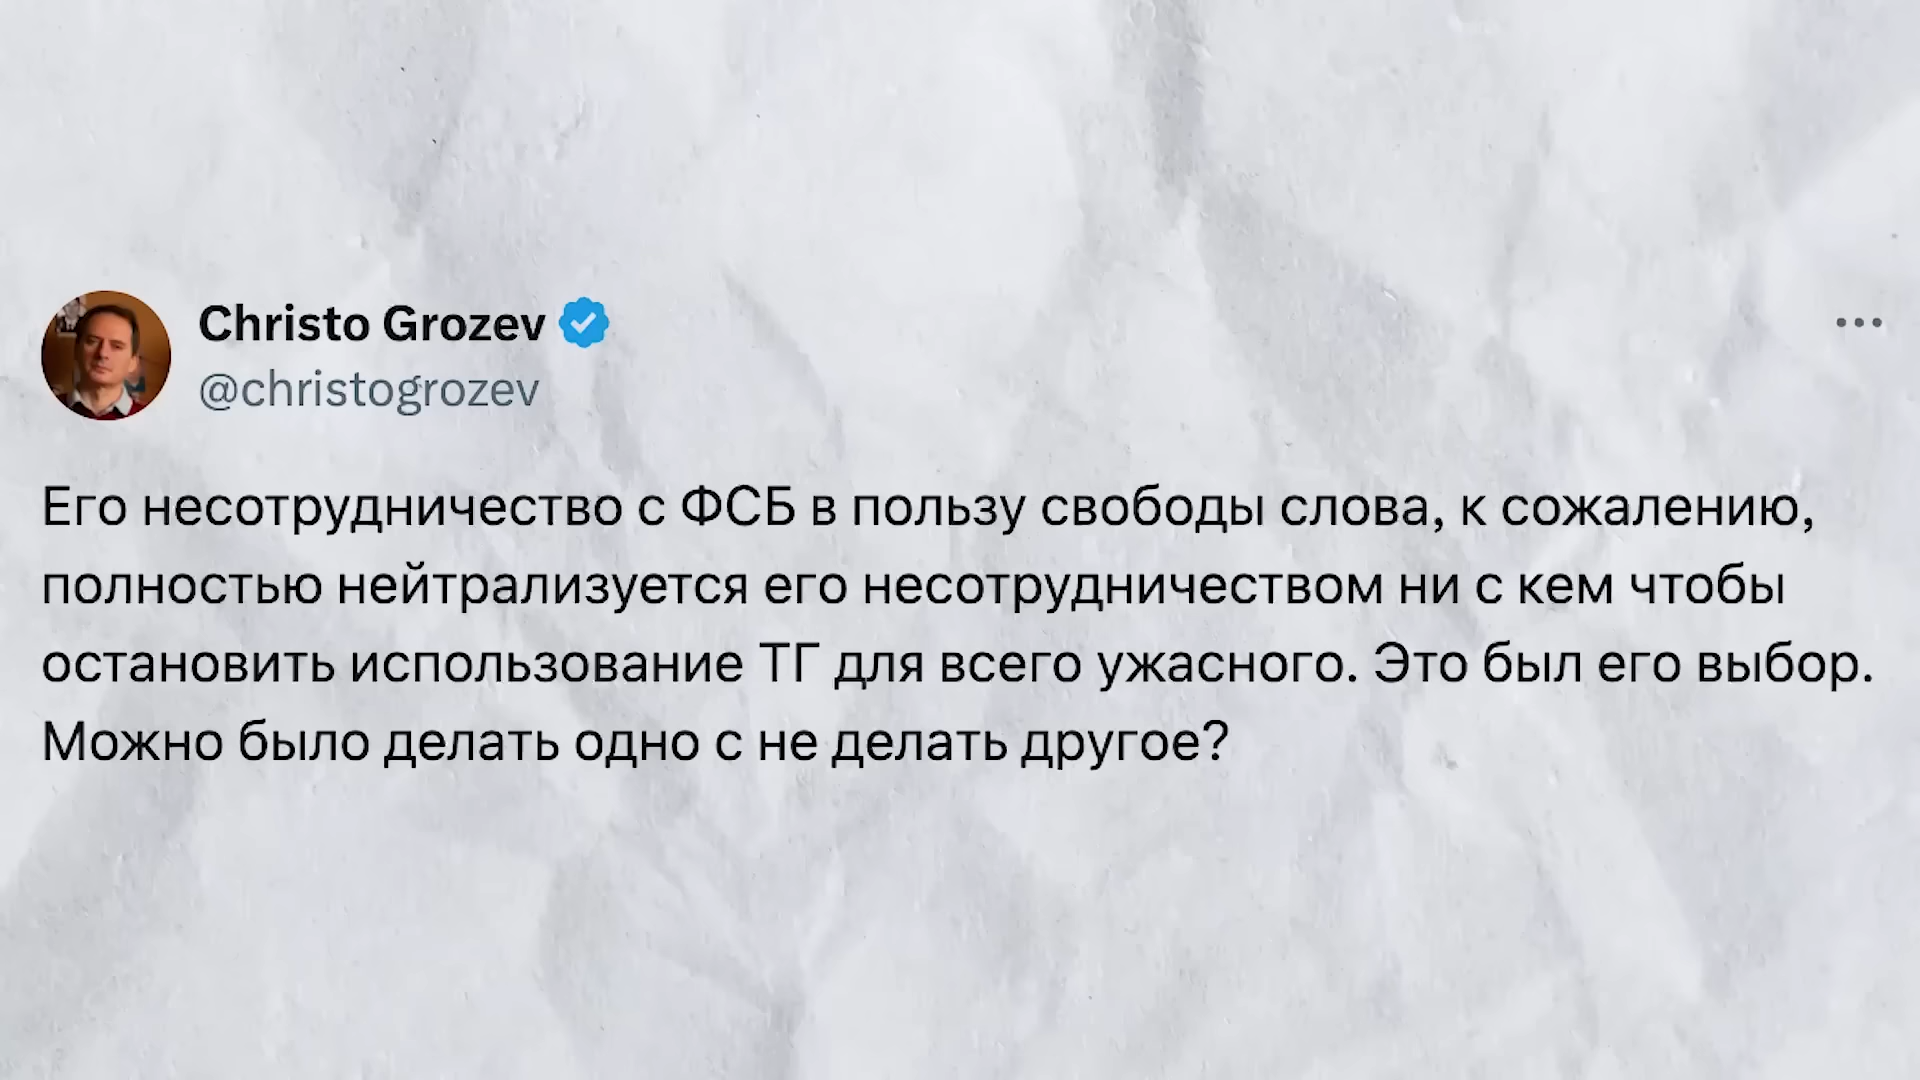 Christo Grozev
@christogrozev
Его несотрудничество с ФСБ в пользу свободы слова, к сожалению,
полностью нейтрализуется его несотрудничеством ни с кем чтобы
остановить использование ТГ для всего ужасного. Это был его выбор.
Можно было делать одно с не делать другое?